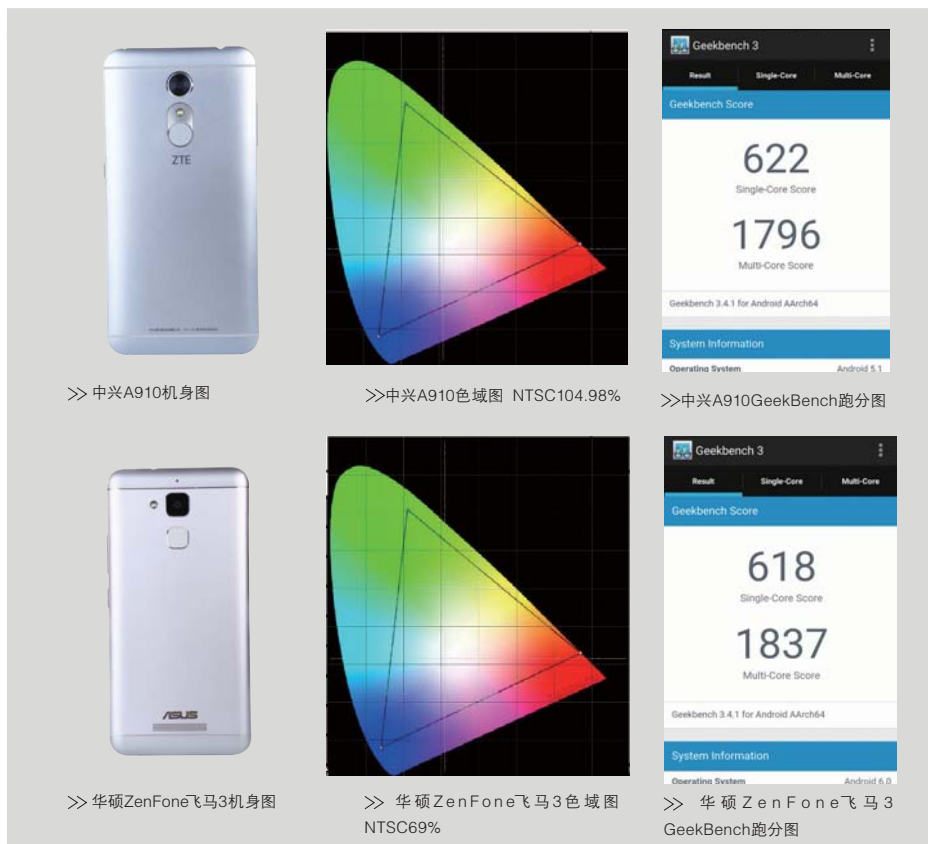 ZTE
>> 中兴A910机身图
>>中兴A910色域图 NTSC104.98%
Geekbench 3
Result Single-Core Multi-Core
Geekbench Score
622
Single-Core Score
1796
Multi-Core Score
Geekbench 3.4.1 for Android AArch64
System Information
Operating System Android 5.1
>>中兴A910GeekBench跑分图
ASUS
>> 华硕ZenFone飞马3机身图
>> 华硕ZenFone飞马3色域图
NTSC69%
Geekbench 3
Result Single-Core Multi-Core
Geekbench Score
618
Single-Core Score
1837
Multi-Core Score
Geekbench 3.4.1 for Android AArch64
System Information
Operating System Android 6.0
>> 华硕ZenFone飞马3
GeekBench跑分图